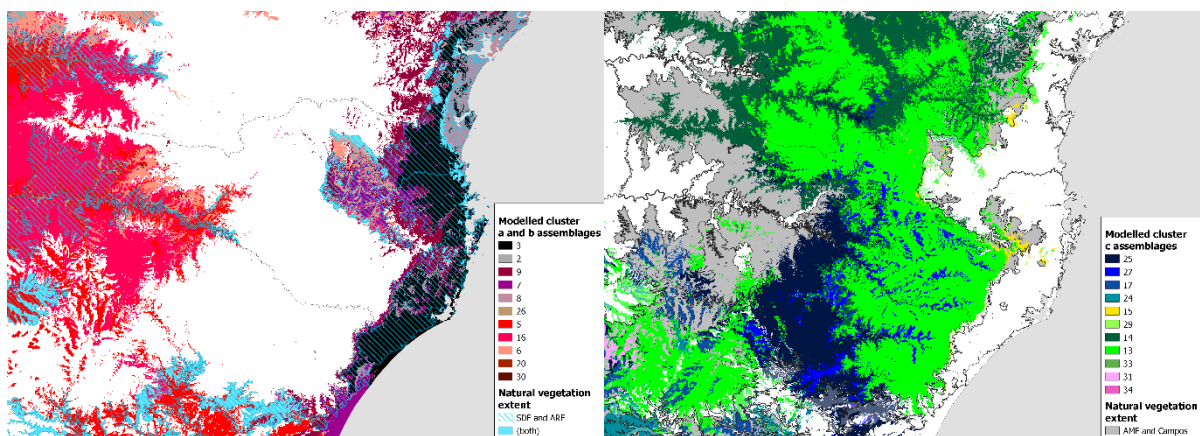 Modelled cluster
a and b assemblages
3
2
9
7
8
26
5
16
6
20
30
Natural vegetation
extent
SDF and ARF
(both)
Modelled cluster
c assemblages
25
27
17
24
15
29
14
13
33
31
34
Natural vegetation
extent
AMF and Campos